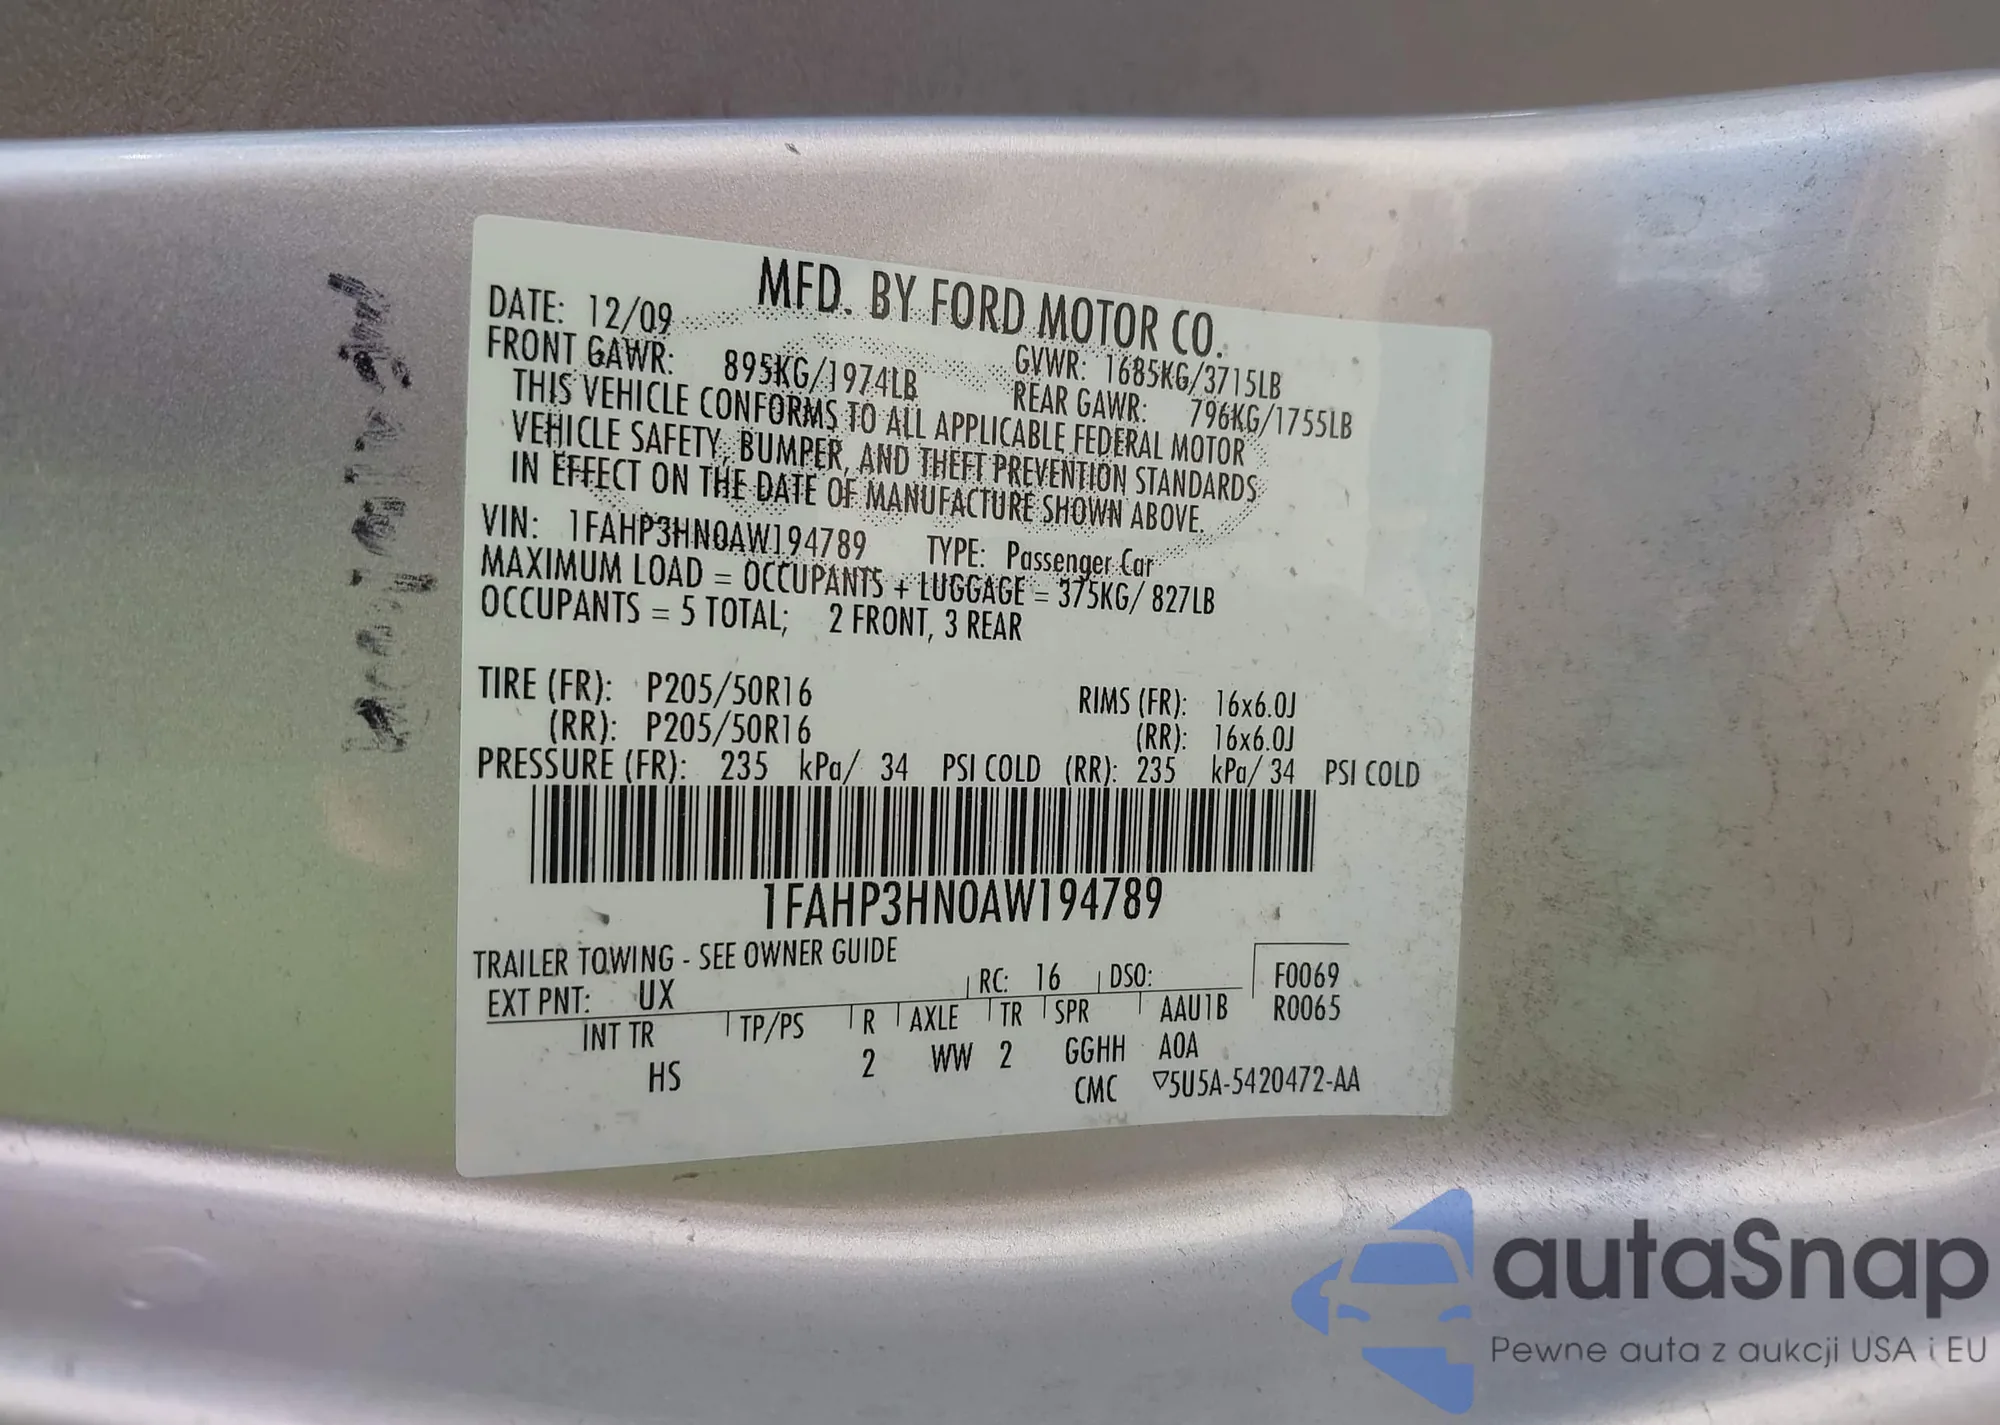 MFD. BY FORD MOTOR CO.
DATE: 12/09 GVWR: 1685KG/3715LB
FRONT GAWR: 895KG/1974LB REAR GAWR: 796KG/1755LB
THIS VEHICLE CONFORMS TO ALL APPLICABLE FEDERAL MOTOR
VEHICLE SAFETY, BUMPER, AND THEFT PREVENTION STANDARDS
IN EFFECT ON THE DATE OF MANUFACTURE SHOWN ABOVE.
VIN: 1FAHP3HN0AW194789 TYPE: Passenger Car
MAXIMUM LOAD = OCCUPANTS + LUGGAGE = 375KG/ 827LB
OCCUPANTS = 5 TOTAL; 2 FRONT, 3 REAR
TIRE (FR): P205/50R16 RIMS (FR): 16x6.0J
(RR): P205/50R16 (RR): 16x6.0J
PRESSURE (FR): 235 kPa/ 34 PSI COLD (RR): 235 kPa/ 34 PSI COLD
1FAHP3HN0AW194789
TRAILER TOWING - SEE OWNER GUIDE
EXT PNT: UX RC: 16 DSO: F0069
INT TR TP/PS R AXLE TR SPR AAU1B R0065
HS 2 WW 2 GGHH A0A
CMC ▽5U5A-5420472-AA
autaSnap
Pewne auta z aukcji USA i EU